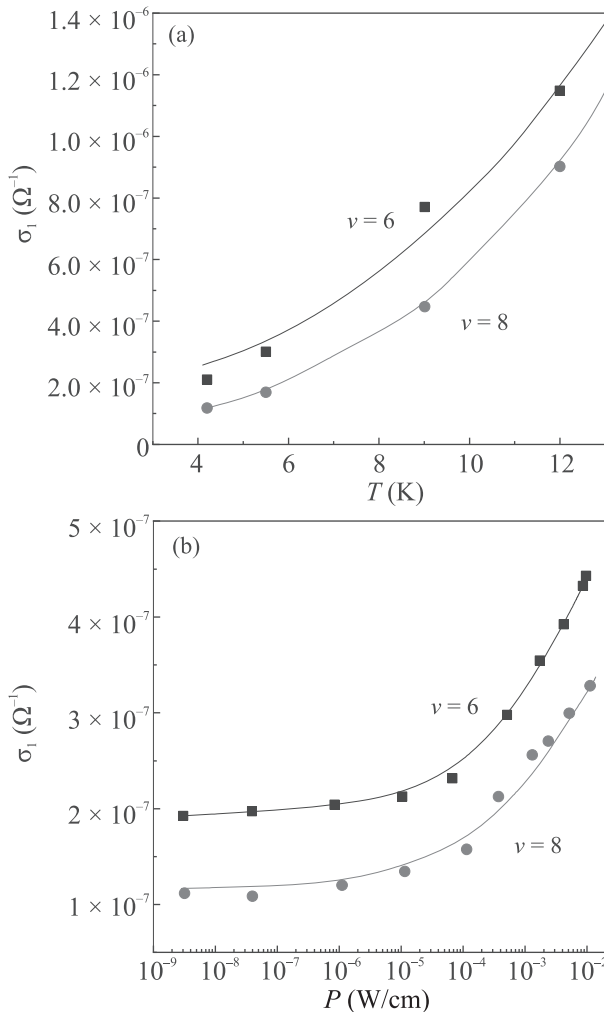 (a)
1.4 × 10⁻⁶
1.2 × 10⁻⁶
1.0 × 10⁻⁶
8.0 × 10⁻⁷
6.0 × 10⁻⁷
4.0 × 10⁻⁷
2.0 × 10⁻⁷
0
σ₁ (Ω⁻¹)
v = 6
v = 8
4 6 8 10 12
T (K)
(b)
5 × 10⁻⁷
4 × 10⁻⁷
3 × 10⁻⁷
2 × 10⁻⁷
1 × 10⁻⁷
σ₁ (Ω⁻¹)
v = 6
v = 8
10⁻⁹ 10⁻⁸ 10⁻⁷ 10⁻⁶ 10⁻⁵ 10⁻⁴ 10⁻³ 10⁻²
P (W/cm)